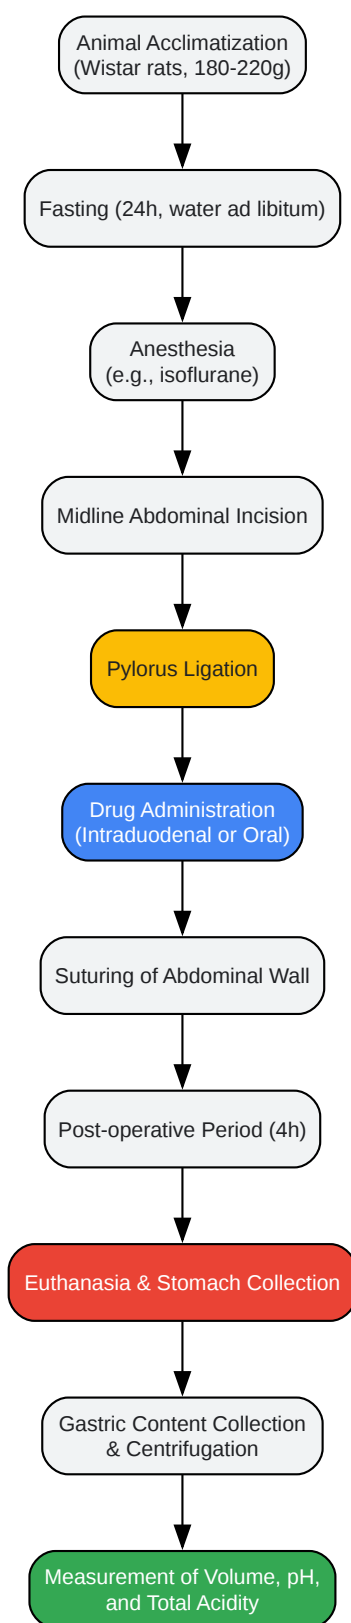 Animal Acclimatization
(Wistar rats, 180-220g)
Fasting (24h, water ad libitum)
Anesthesia
(e.g., isoflurane)
Midline Abdominal Incision
Pylorus Ligation
Drug Administration
(Intraduodenal or Oral)
Suturing of Abdominal Wall
Post-operative Period (4h)
Euthanasia & Stomach Collection
Gastric Content Collection
& Centrifugation
Measurement of Volume, pH,
and Total Acidity